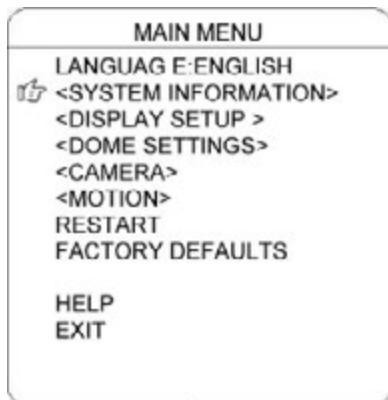 MAIN MENU
LANGUAG E:ENGLISH
<SYSTEM INFORMATION>
<DISPLAY SETUP >
<DOME SETTINGS>
<CAMERA>
<MOTION>
RESTART
FACTORY DEFAULTS
HELP
EXIT